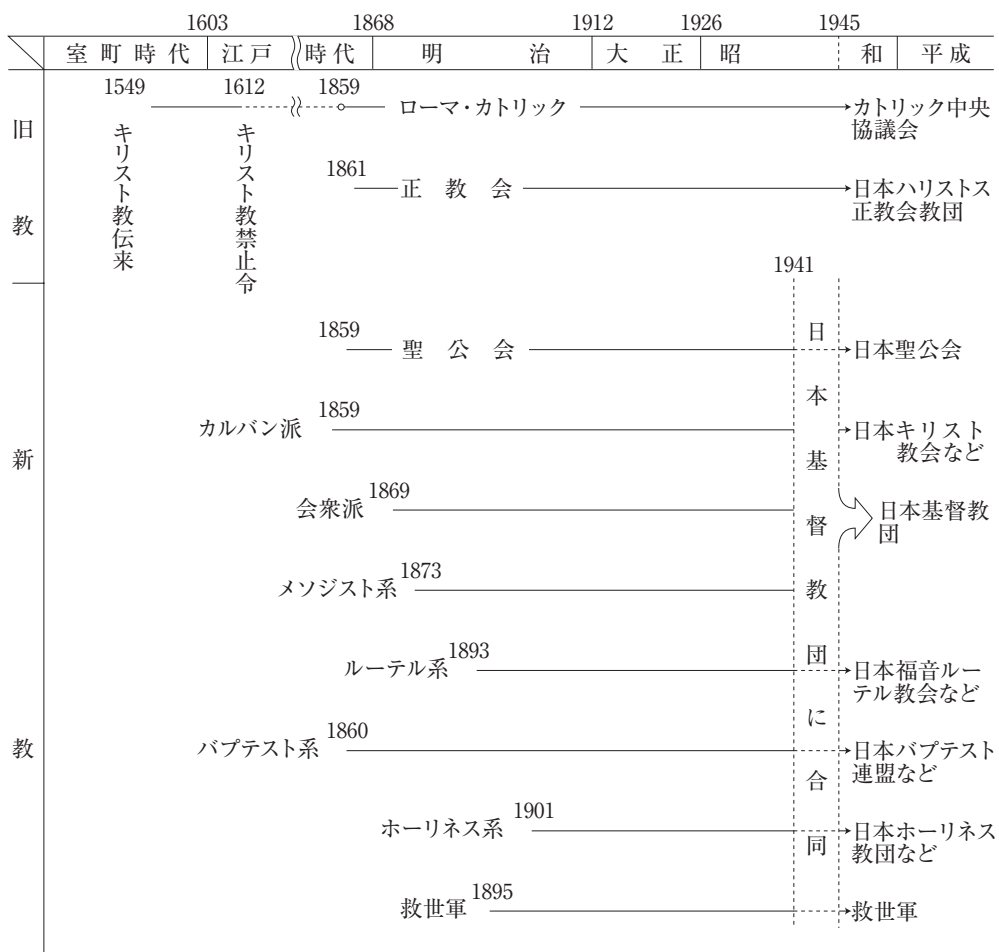 1603 1868 1912 1926 1945
室町時代 江戸 時代 明治 大正 昭和 平成
旧教
1549 1612 1859
キリスト教伝来
キリスト教禁止令
ローマ・カトリック
カトリック中央
協議会
1861
正教会
日本ハリストス
正教会教団
1941
日本基督教団に合同
新教
1859
聖公会
日本聖公会
カルバン派
1859
日本キリスト
教会など
会衆派
1869
日本基督教
団
メソジスト系
1873
ルーテル系
1893
日本福音ルー
テル教会など
バプテスト系
1860
日本バプテスト
連盟など
ホーリネス系
1901
日本ホーリネス
教団など
救世軍
1895
救世軍